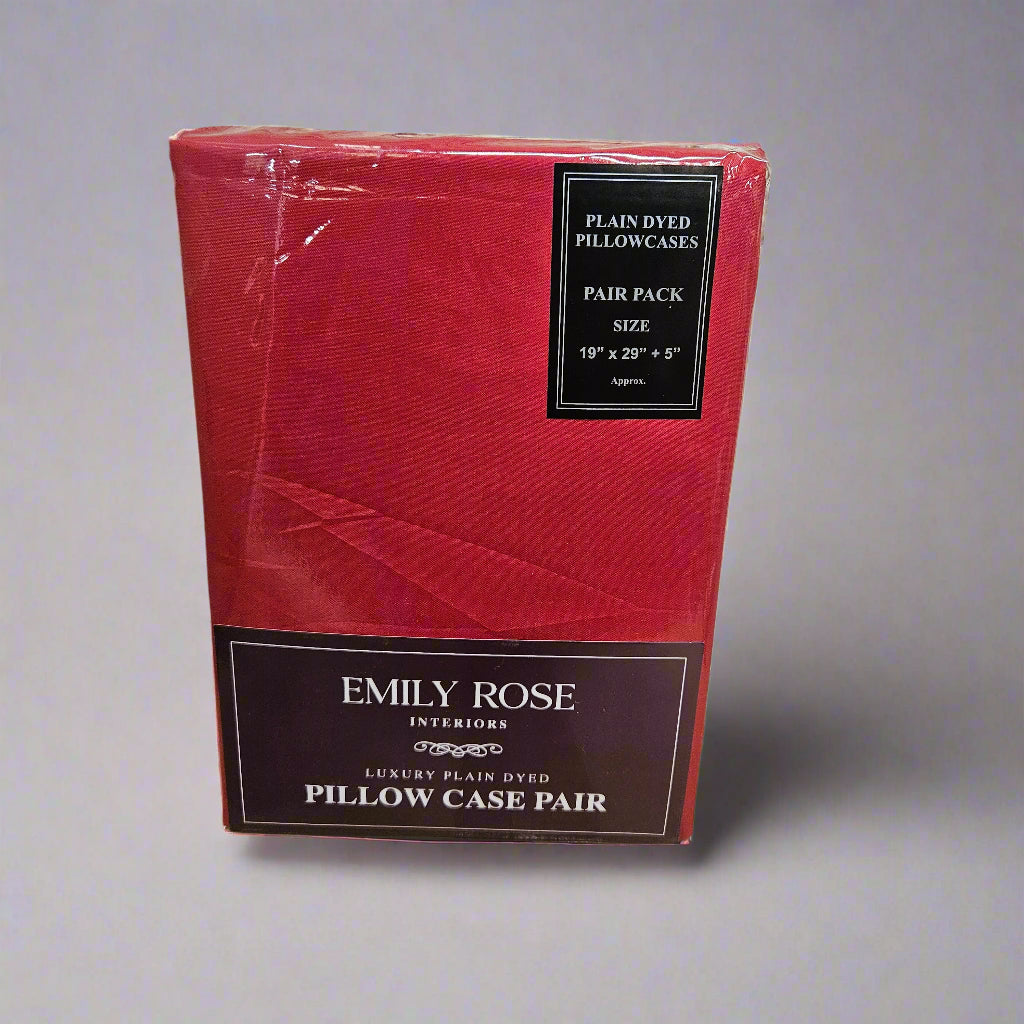 PLAIN DYED
PILLOWCASES
PAIR PACK
SIZE
19” x 29” + 5”
Approx.
EMILY ROSE
INTERIORS
LUXURY PLAIN DYED
PILLOW CASE PAIR